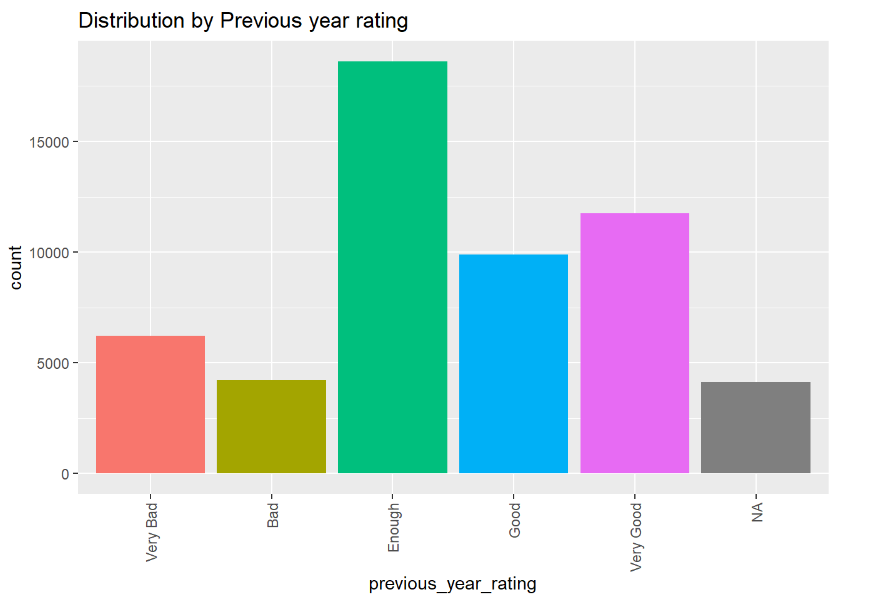 Distribution by Previous year rating
count
15000
10000
5000
0
Very Bad
Bad
Enough
Good
Very Good
NA
previous_year_rating